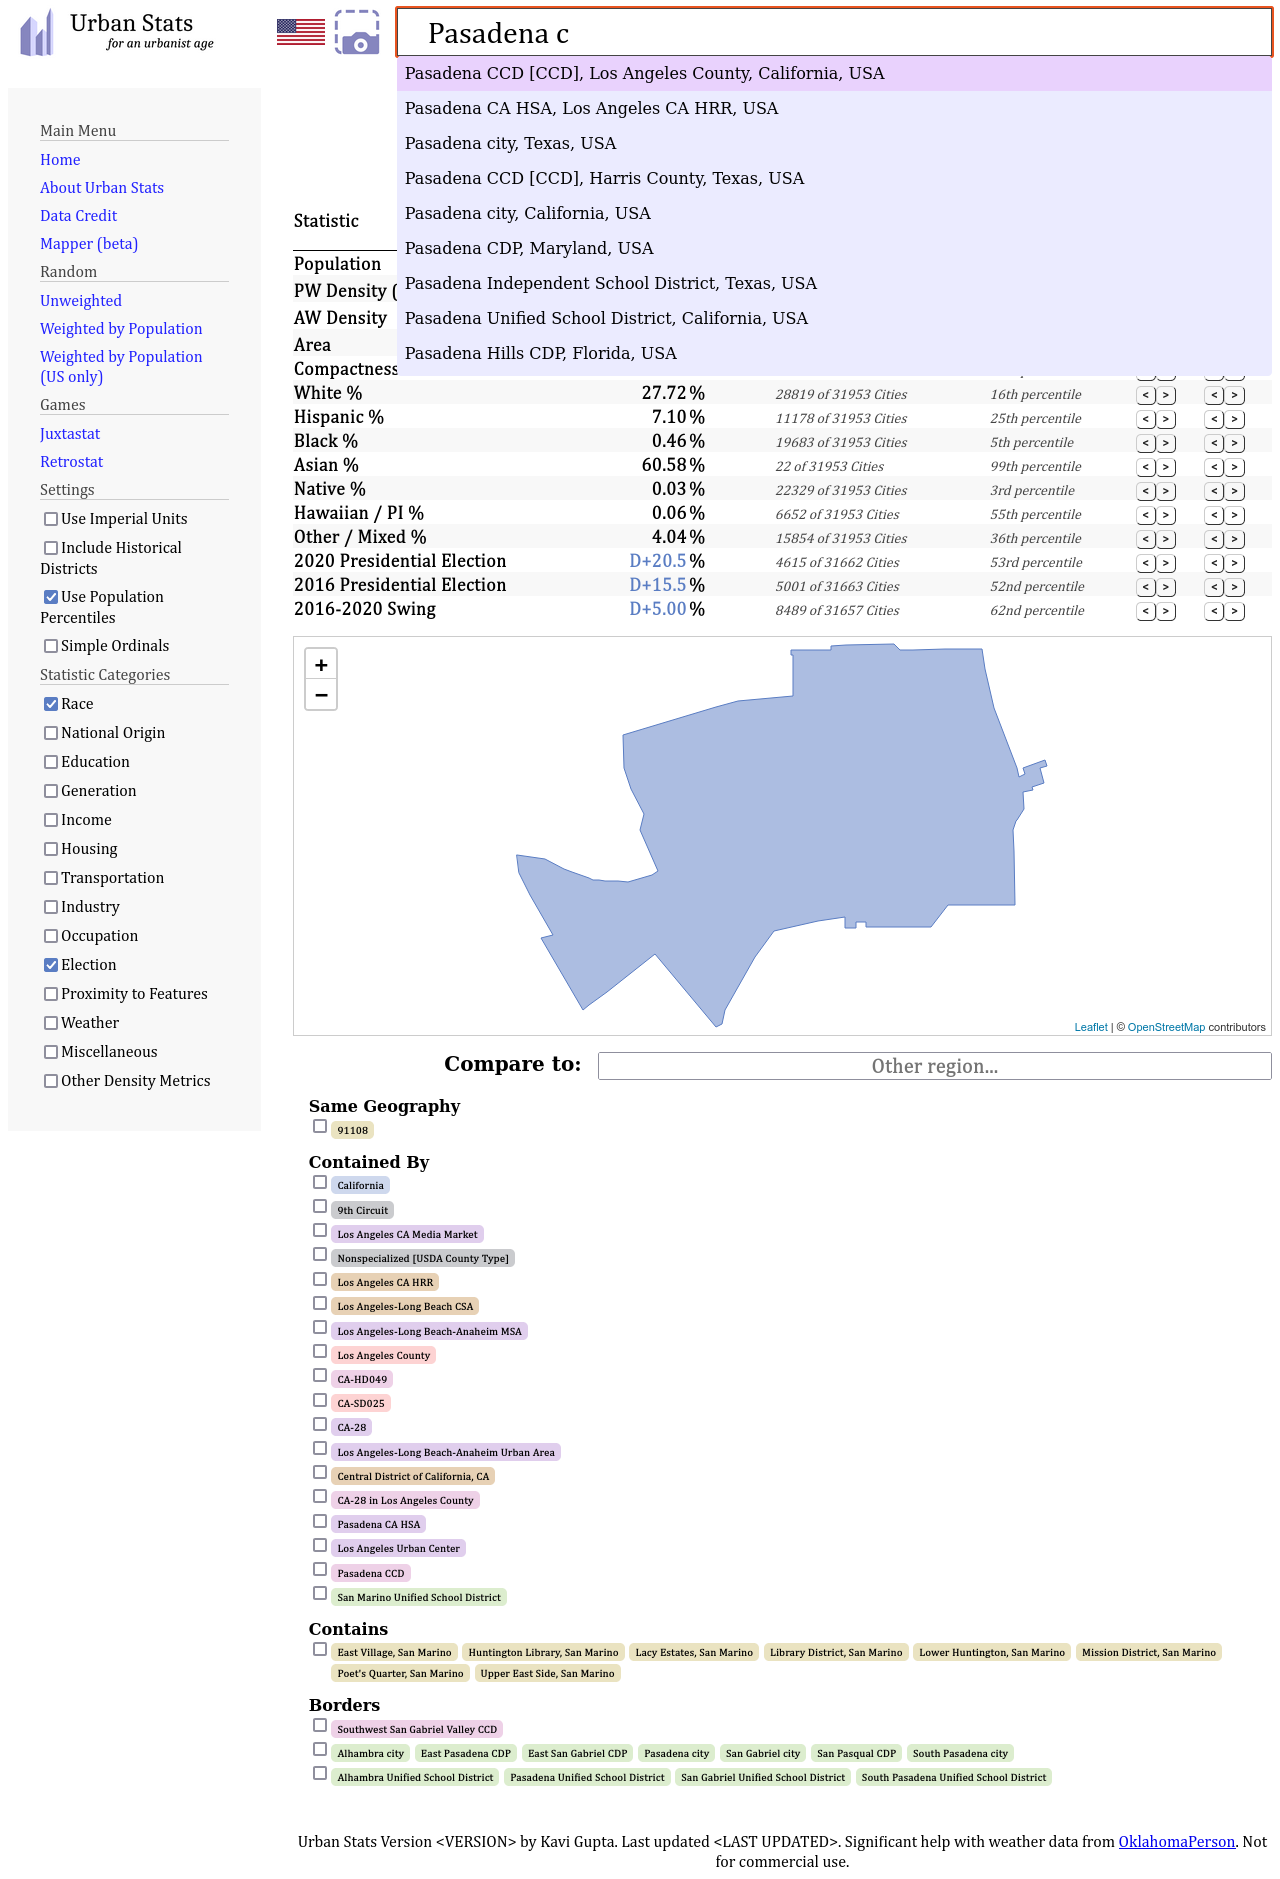 Urban Stats
for an urbanist age
Pasadena c
Pasadena CCD [CCD], Los Angeles County, California, USA
Pasadena CA HSA, Los Angeles CA HRR, USA
Pasadena city, Texas, USA
Pasadena CCD [CCD], Harris County, Texas, USA
Pasadena city, California, USA
Pasadena CDP, Maryland, USA
Pasadena Independent School District, Texas, USA
Pasadena Unified School District, California, USA
Pasadena Hills CDP, Florida, USA
Main Menu
Home
About Urban Stats
Data Credit
Mapper (beta)
Random
Unweighted
Weighted by Population
Weighted by Population
(US only)
Games
Juxtastat
Retrostat
Settings
Use Imperial Units
Include Historical
Districts
Use Population
Percentiles
Simple Ordinals
Statistic Categories
Race
National Origin
Education
Generation
Income
Housing
Transportation
Industry
Occupation
Election
Proximity to Features
Weather
Miscellaneous
Other Density Metrics
Statistic
Population
PW Density (
AW Density
Area
Compactness
White % 27.72 % 28819 of 31953 Cities 16th percentile < > < >
Hispanic % 7.10 % 11178 of 31953 Cities 25th percentile < > < >
Black % 0.46 % 19683 of 31953 Cities 5th percentile < > < >
Asian % 60.58 % 22 of 31953 Cities 99th percentile < > < >
Native % 0.03 % 22329 of 31953 Cities 3rd percentile < > < >
Hawaiian / PI % 0.06 % 6652 of 31953 Cities 55th percentile < > < >
Other / Mixed % 4.04 % 15854 of 31953 Cities 36th percentile < > < >
2020 Presidential Election D+20.5 % 4615 of 31662 Cities 53rd percentile < > < >
2016 Presidential Election D+15.5 % 5001 of 31663 Cities 52nd percentile < > < >
2016-2020 Swing D+5.00 % 8489 of 31657 Cities 62nd percentile < > < >
+
−
Leaflet | © OpenStreetMap contributors
Compare to: Other region...
Same Geography
91108
Contained By
California
9th Circuit
Los Angeles CA Media Market
Nonspecialized [USDA County Type]
Los Angeles CA HRR
Los Angeles-Long Beach CSA
Los Angeles-Long Beach-Anaheim MSA
Los Angeles County
CA-HD049
CA-SD025
CA-28
Los Angeles-Long Beach-Anaheim Urban Area
Central District of California, CA
CA-28 in Los Angeles County
Pasadena CA HSA
Los Angeles Urban Center
Pasadena CCD
San Marino Unified School District
Contains
East Village, San Marino Huntington Library, San Marino Lacy Estates, San Marino Library District, San Marino Lower Huntington, San Marino Mission District, San Marino
Poet's Quarter, San Marino Upper East Side, San Marino
Borders
Southwest San Gabriel Valley CCD
Alhambra city East Pasadena CDP East San Gabriel CDP Pasadena city San Gabriel city San Pasqual CDP South Pasadena city
Alhambra Unified School District Pasadena Unified School District San Gabriel Unified School District South Pasadena Unified School District
Urban Stats Version <VERSION> by Kavi Gupta. Last updated <LAST UPDATED>. Significant help with weather data from OklahomaPerson. Not
for commercial use.